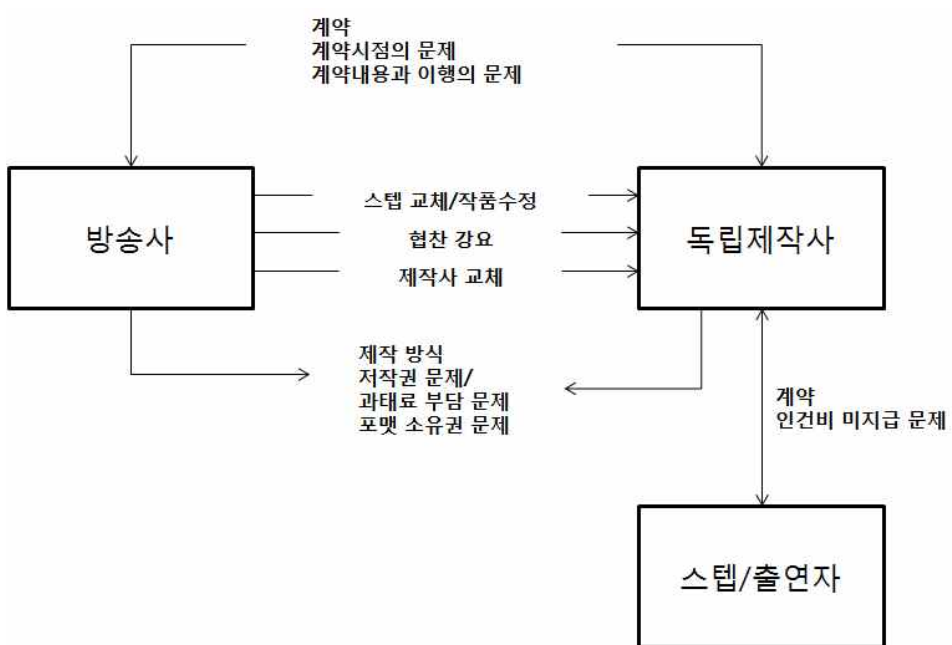 계약
계약시점의 문제
계약내용과 이행의 문제
방송사
스텝 교체/작품수정
협찬 강요
제작사 교체
독립제작사
제작 방식
저작권 문제/
과태료 부담 문제
포맷 소유권 문제
계약
인건비 미지급 문제
스텝/출연자